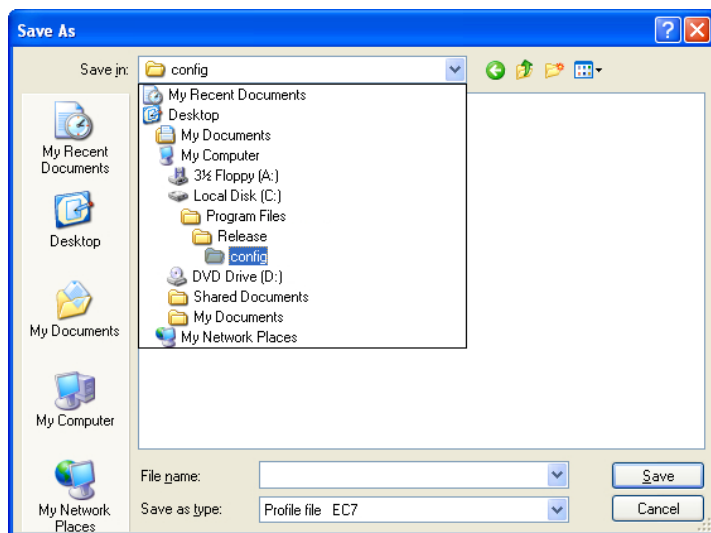 Save As
Save in: config
My Recent Documents
Desktop
My Documents
My Computer
3½ Floppy (A:)
Local Disk (C:)
Program Files
Release
config
DVD Drive (D:)
Shared Documents
My Documents
My Network Places
My Recent
Documents
Desktop
My Documents
My Computer
My Network
Places
File name:
Save
Save as type: Profile file EC7
Cancel